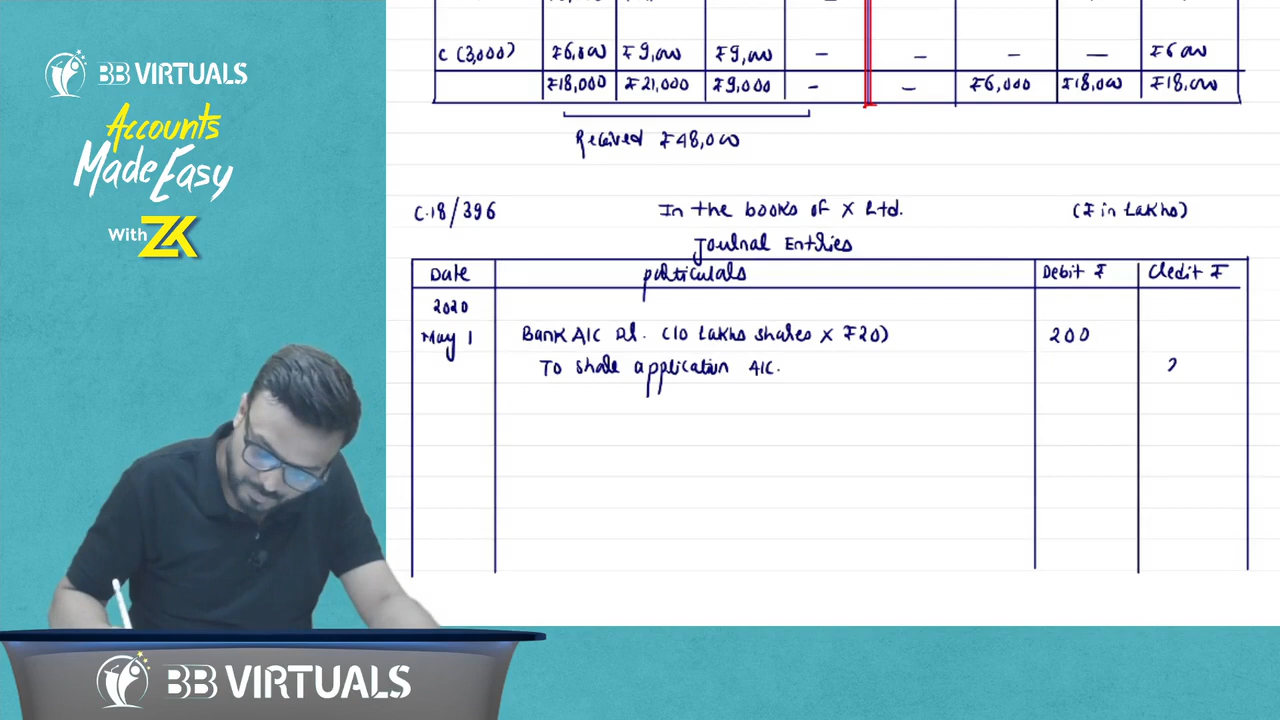 BB VIRTUALS
Accounts
Made Easy
With ZK
C (3,000) ₹6,000 ₹9,000 ₹9,000 – – – — ₹6000
₹18,000 ₹21,000 ₹9,000 – – ₹6,000 ₹18,000 ₹18,000
Received ₹48,000
C.18/396 In the books of X Ltd. (₹ in Lakhs)
Journal Entries
Date particulars Debit ₹ Credit ₹
2020
May 1 Bank A/C Dr. (10 Lakhs shares x ₹20) 200
To share application A/C. 2
BB VIRTUALS